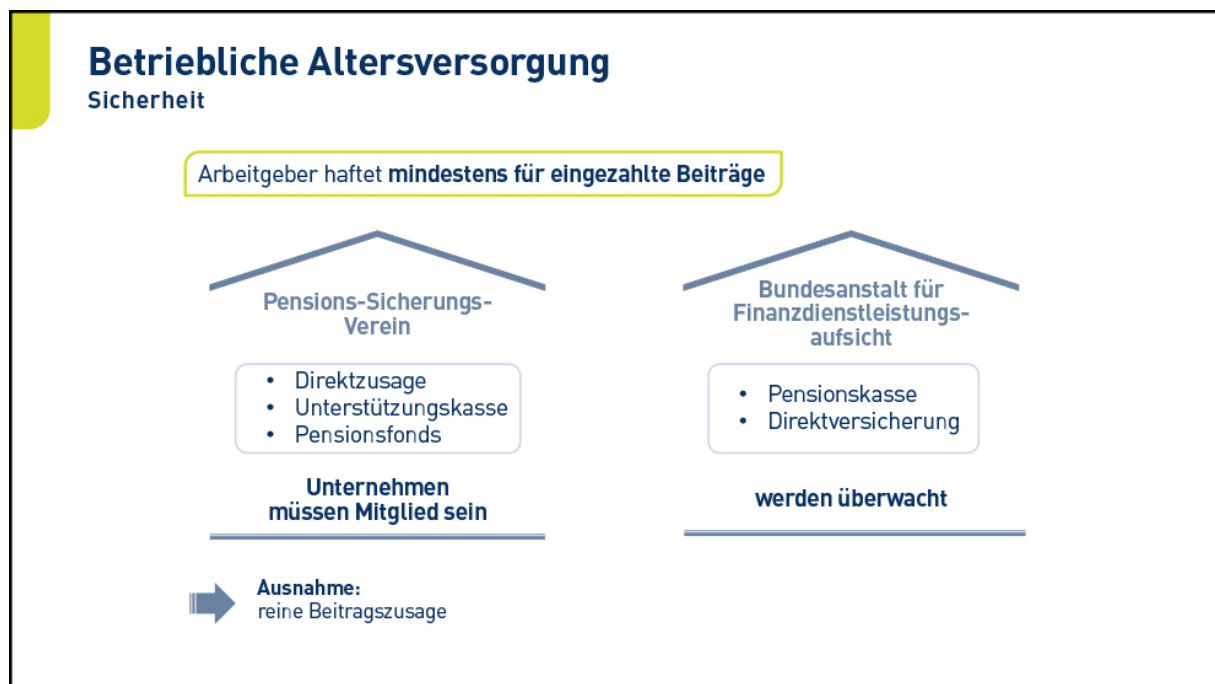 Betriebliche Altersversorgung
Sicherheit
Arbeitgeber haftet mindestens für eingezahlte Beiträge
Pensions-Sicherungs-
Verein
• Direktzusage
• Unterstützungskasse
• Pensionsfonds
Unternehmen
müssen Mitglied sein
Bundesanstalt für
Finanzdienstleistungs-
aufsicht
• Pensionskasse
• Direktversicherung
werden überwacht
Ausnahme:
reine Beitragszusage